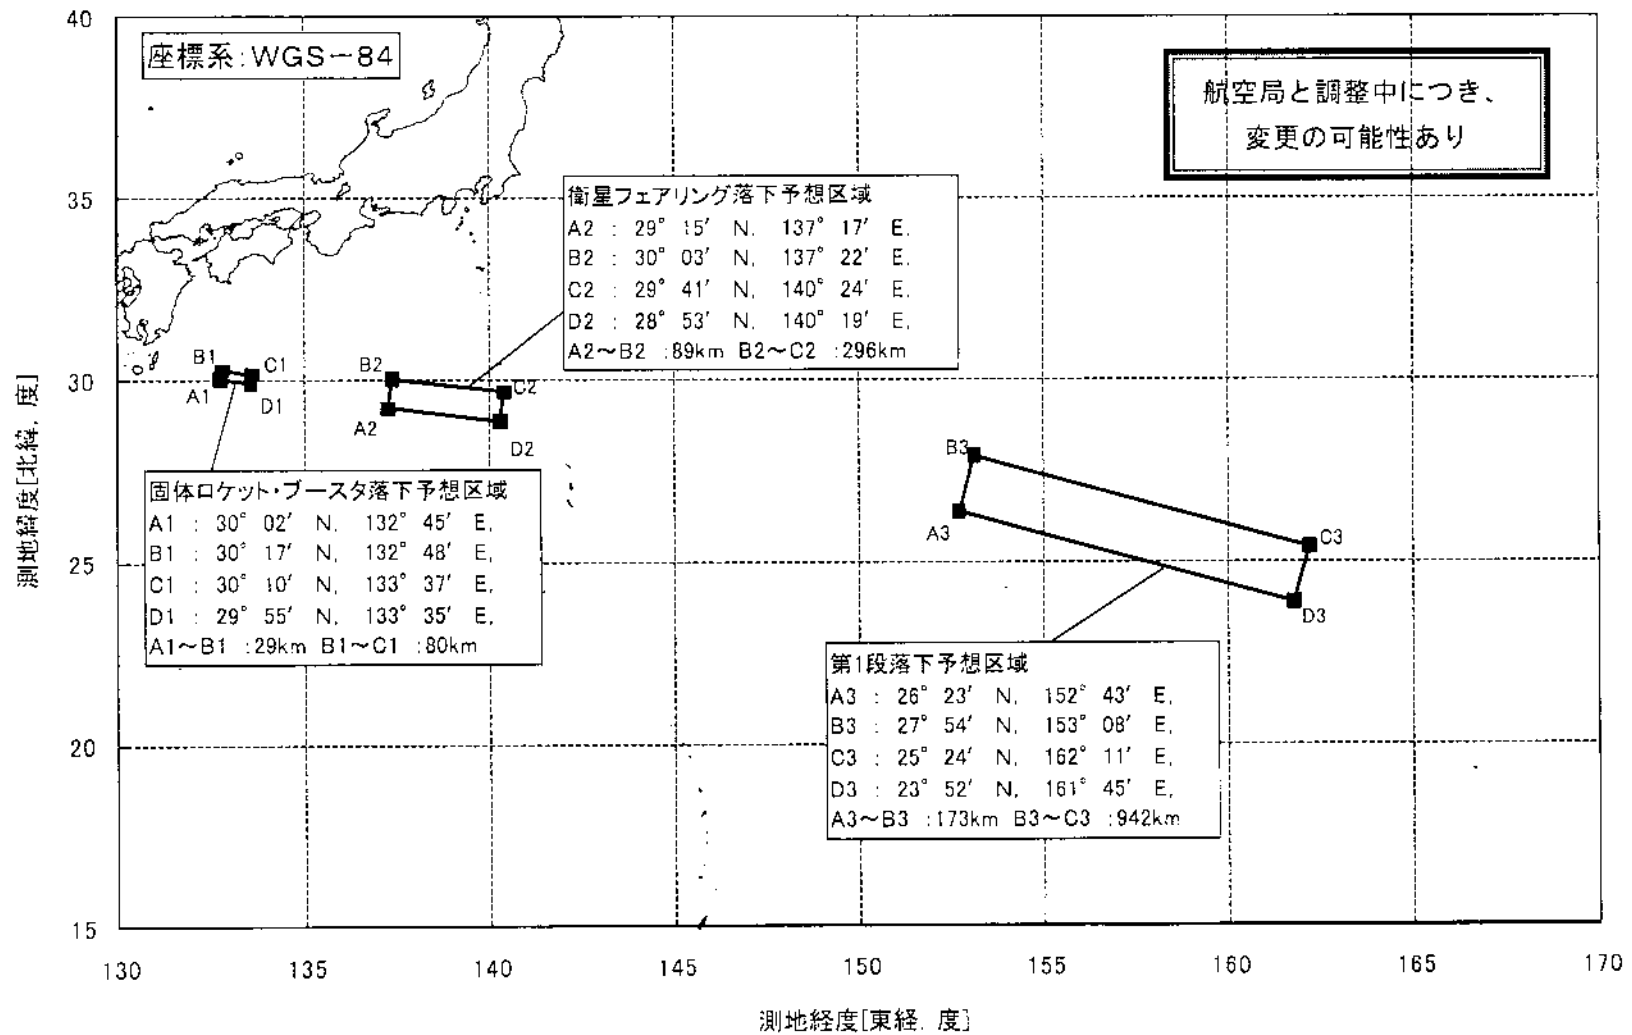 座標系:WGS-84
航空局と調整中につき、
変更の可能性あり
衛星フェアリング落下予想区域
A2 : 29° 15′ N, 137° 17′ E,
B2 : 30° 03′ N, 137° 22′ E,
C2 : 29° 41′ N, 140° 24′ E,
D2 : 28° 53′ N, 140° 19′ E,
A2~B2 :89km B2~C2 :296km
B1
C1
A1
D1
B2
C2
A2
D2
固体ロケット・ブースタ落下予想区域
A1 : 30° 02′ N, 132° 45′ E,
B1 : 30° 17′ N, 132° 48′ E,
C1 : 30° 10′ N, 133° 37′ E,
D1 : 29° 55′ N, 133° 35′ E,
A1~B1 :29km B1~C1 :80km
B3
A3
C3
D3
第1段落下予想区域
A3 : 26° 23′ N, 152° 43′ E,
B3 : 27° 54′ N, 153° 08′ E,
C3 : 25° 24′ N, 162° 11′ E,
D3 : 23° 52′ N, 161° 45′ E,
A3~B3 :173km B3~C3 :942km
測地緯度[北緯, 度]
40
35
30
25
20
15
130
135
140
145
150
155
160
165
170
測地経度[東経, 度]